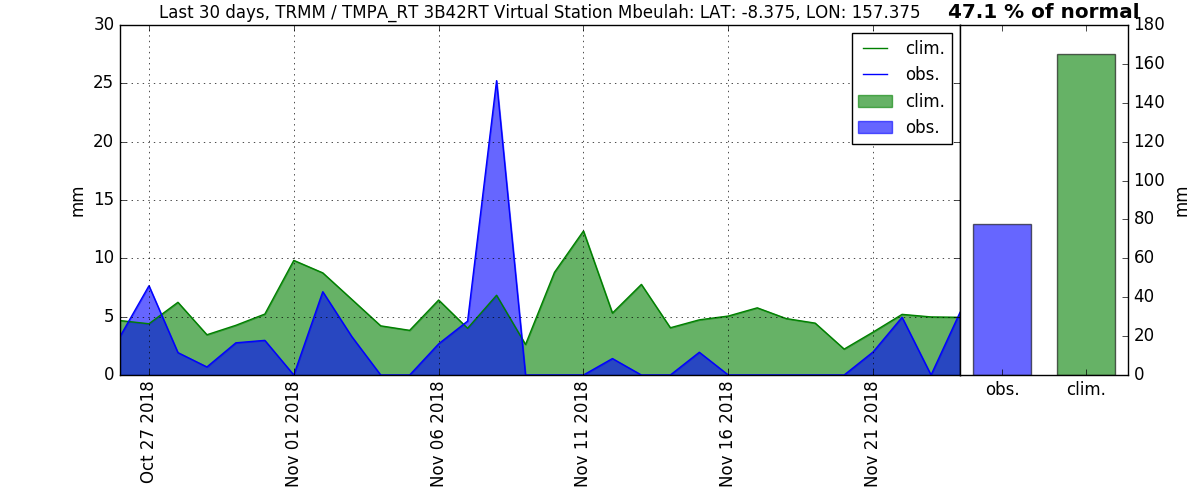 Last 30 days, TRMM / TMPA_RT 3B42RT Virtual Station Mbeulah: LAT: -8.375, LON: 157.375
47.1 % of normal
clim.
obs.
clim.
obs.
30
25
20
15
10
5
0
mm
Oct 27 2018
Nov 01 2018
Nov 06 2018
Nov 11 2018
Nov 16 2018
Nov 21 2018
180
160
140
120
100
80
60
40
20
0
mm
obs.
clim.